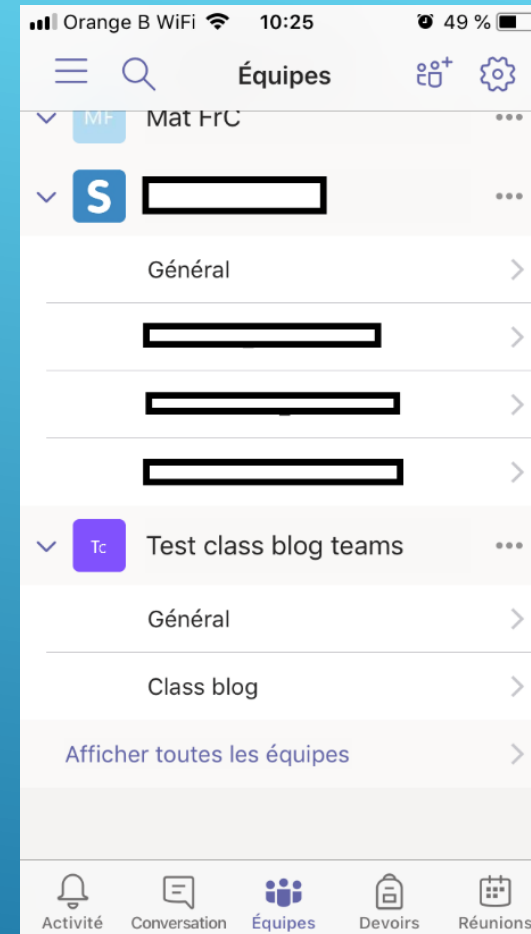 Orange B WiFi 10:25 49 %
Équipes
MF Mat FrC
S
Général
Tc Test class blog teams
Général
Class blog
Afficher toutes les équipes
Activité Conversation Équipes Devoirs Réunions